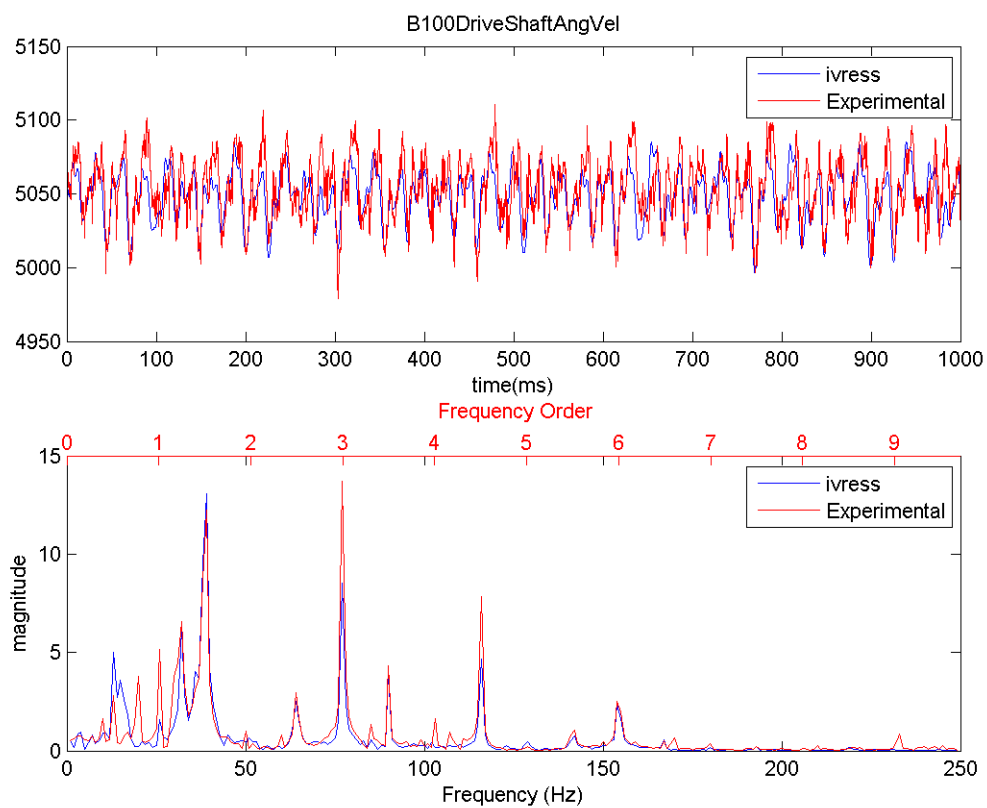 B100DriveShaftAngVel
5150
5100
5050
5000
4950
ivress
Experimental
0 100 200 300 400 500 600 700 800 900 1000
time(ms)
Frequency Order
0 1 2 3 4 5 6 7 8 9
15
10
5
0
magnitude
ivress
Experimental
0 50 100 150 200 250
Frequency (Hz)